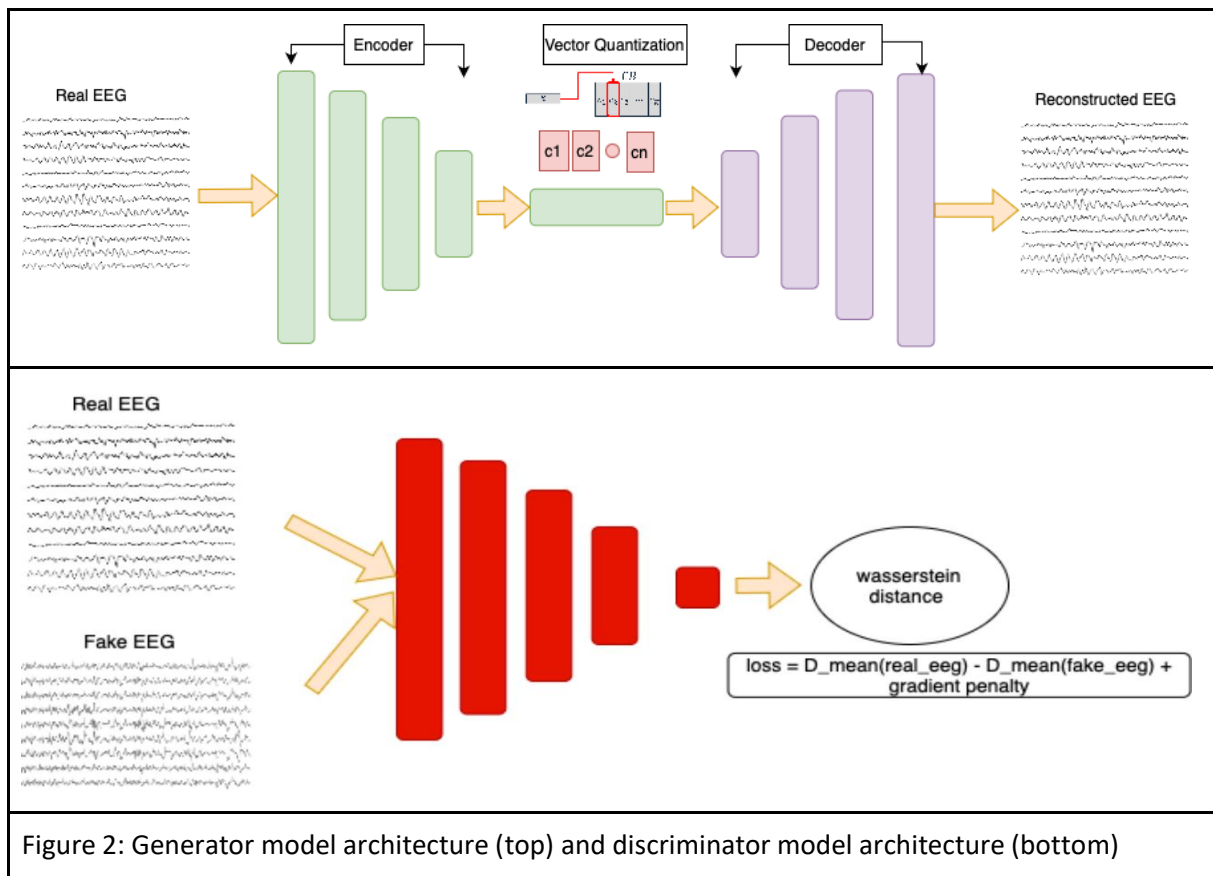 Encoder
Vector Quantization
Decoder
Real EEG
Reconstructed EEG
c1 c2 cn
Real EEG
Fake EEG
wasserstein
distance
loss = D_mean(real_eeg) - D_mean(fake_eeg) +
gradient penalty
Figure 2: Generator model architecture (top) and discriminator model architecture (bottom)